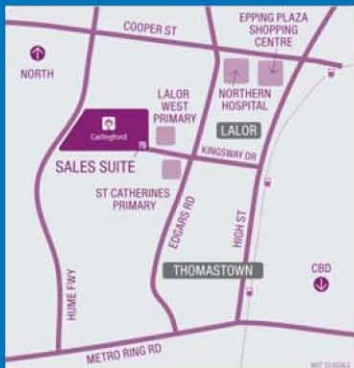 COOPER ST
EPPING PLAZA
SHOPPING
CENTRE
NORTH
LALOR
WEST
PRIMARY
NORTHERN
HOSPITAL
Carlingford
LALOR
KINGSWAY DR
SALES SUITE
ST CATHERINES
PRIMARY
EDGARS RD
HIGH ST
THOMASTOWN
CBD
HUME FWY
METRO RING RD
NOT TO SCALE